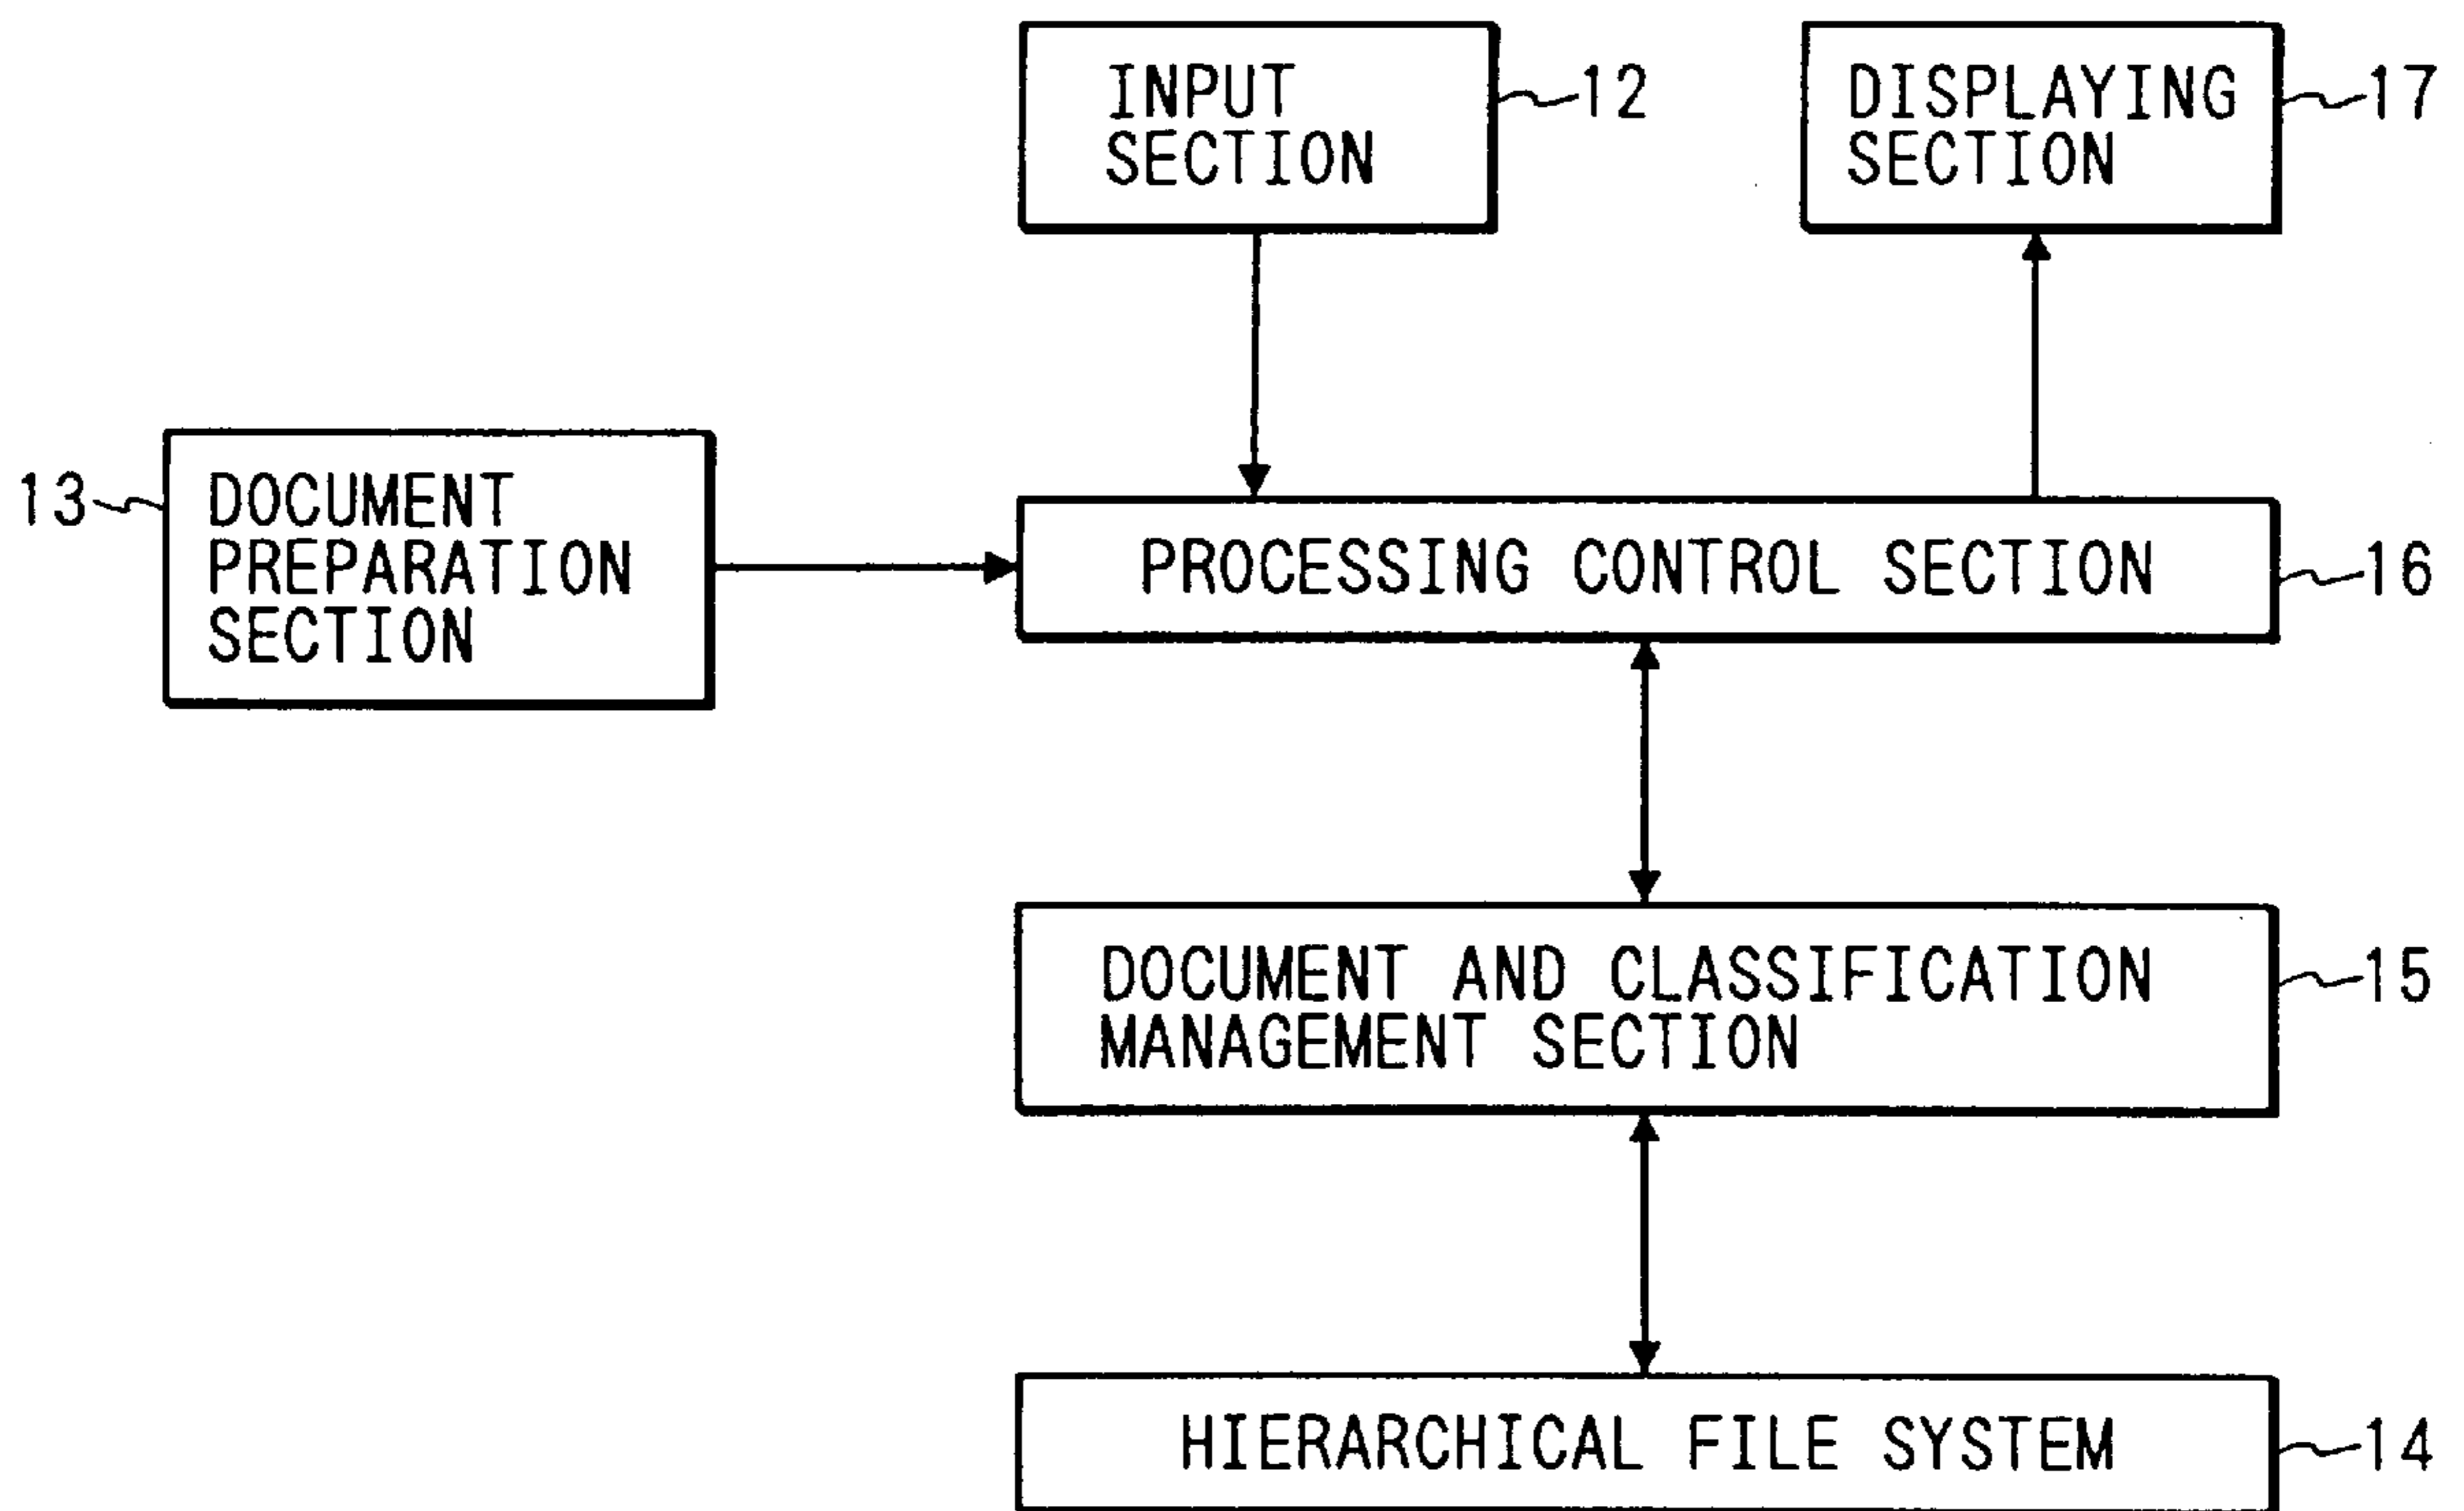 INPUT
SECTION
12
DISPLAYING
SECTION
17
13
DOCUMENT
PREPARATION
SECTION
PROCESSING CONTROL SECTION
16
DOCUMENT AND CLASSIFICATION
MANAGEMENT SECTION
15
HIERARCHICAL FILE SYSTEM
14